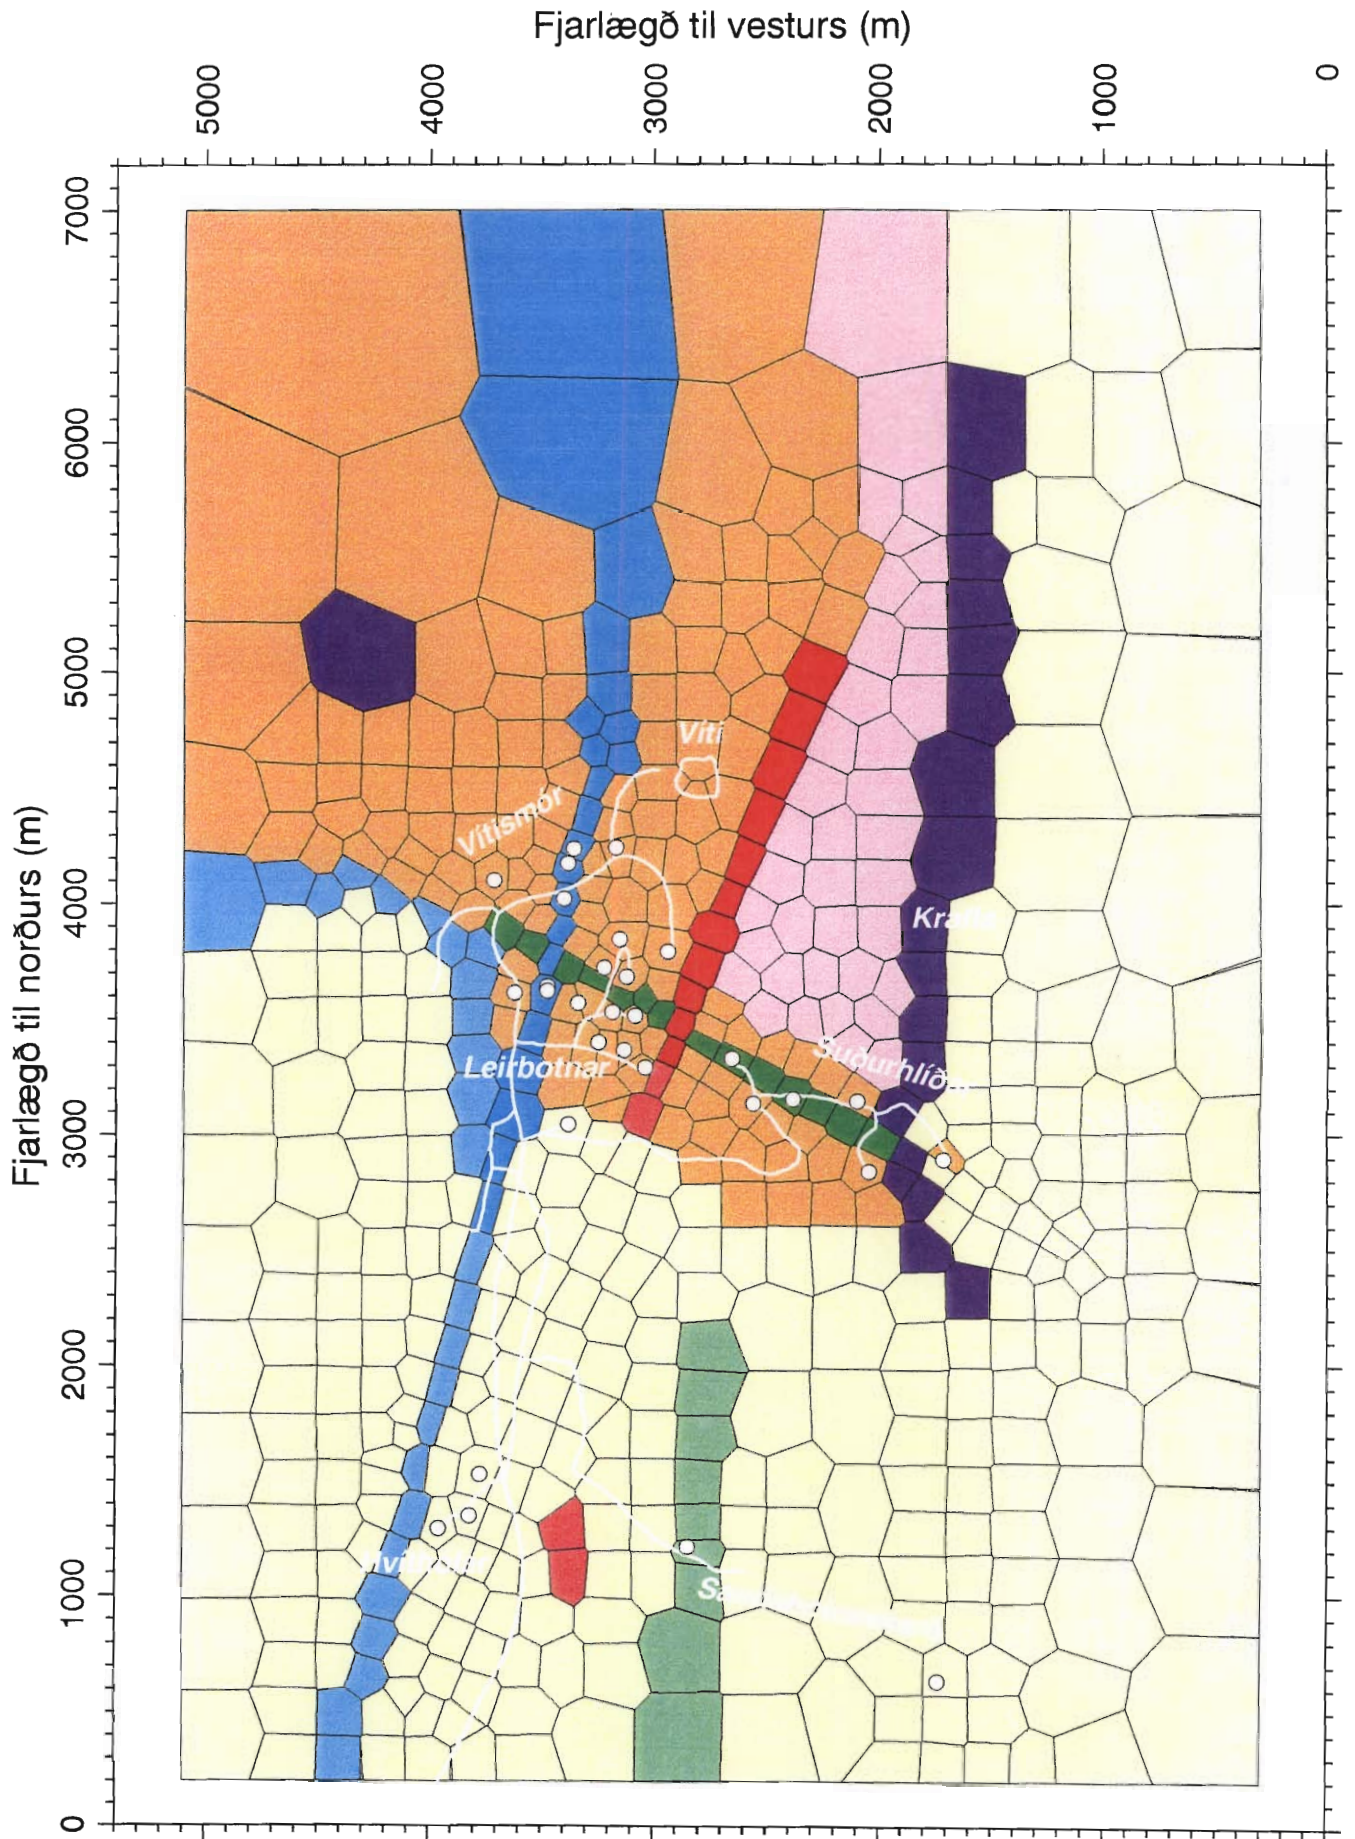 Fjarlægð til vesturs (m)
5000 4000 3000 2000 1000 0
Fjarlægð til norðurs (m)
7000
6000
5000
4000
3000
2000
1000
0
Víti
Vítismór
Krafla
Suðurhlíðar
Leirbotnar